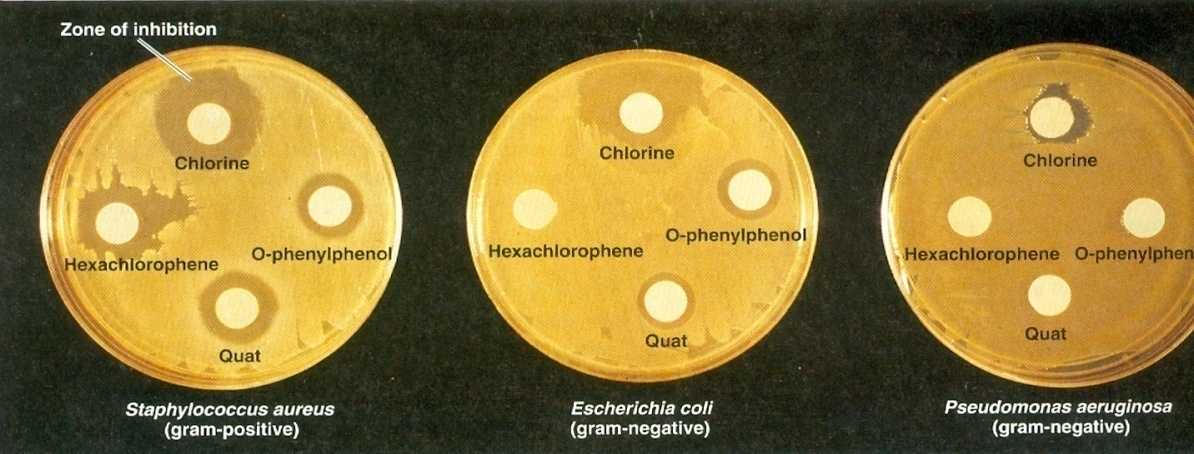 Zone of inhibition
Chlorine
Hexachlorophene
O-phenylphenol
Quat
Staphylococcus aureus
(gram-positive)
Chlorine
Hexachlorophene
O-phenylphenol
Quat
Escherichia coli
(gram-negative)
Chlorine
Hexachlorophene
O-phenylphen
Quat
Pseudomonas aeruginosa
(gram-negative)